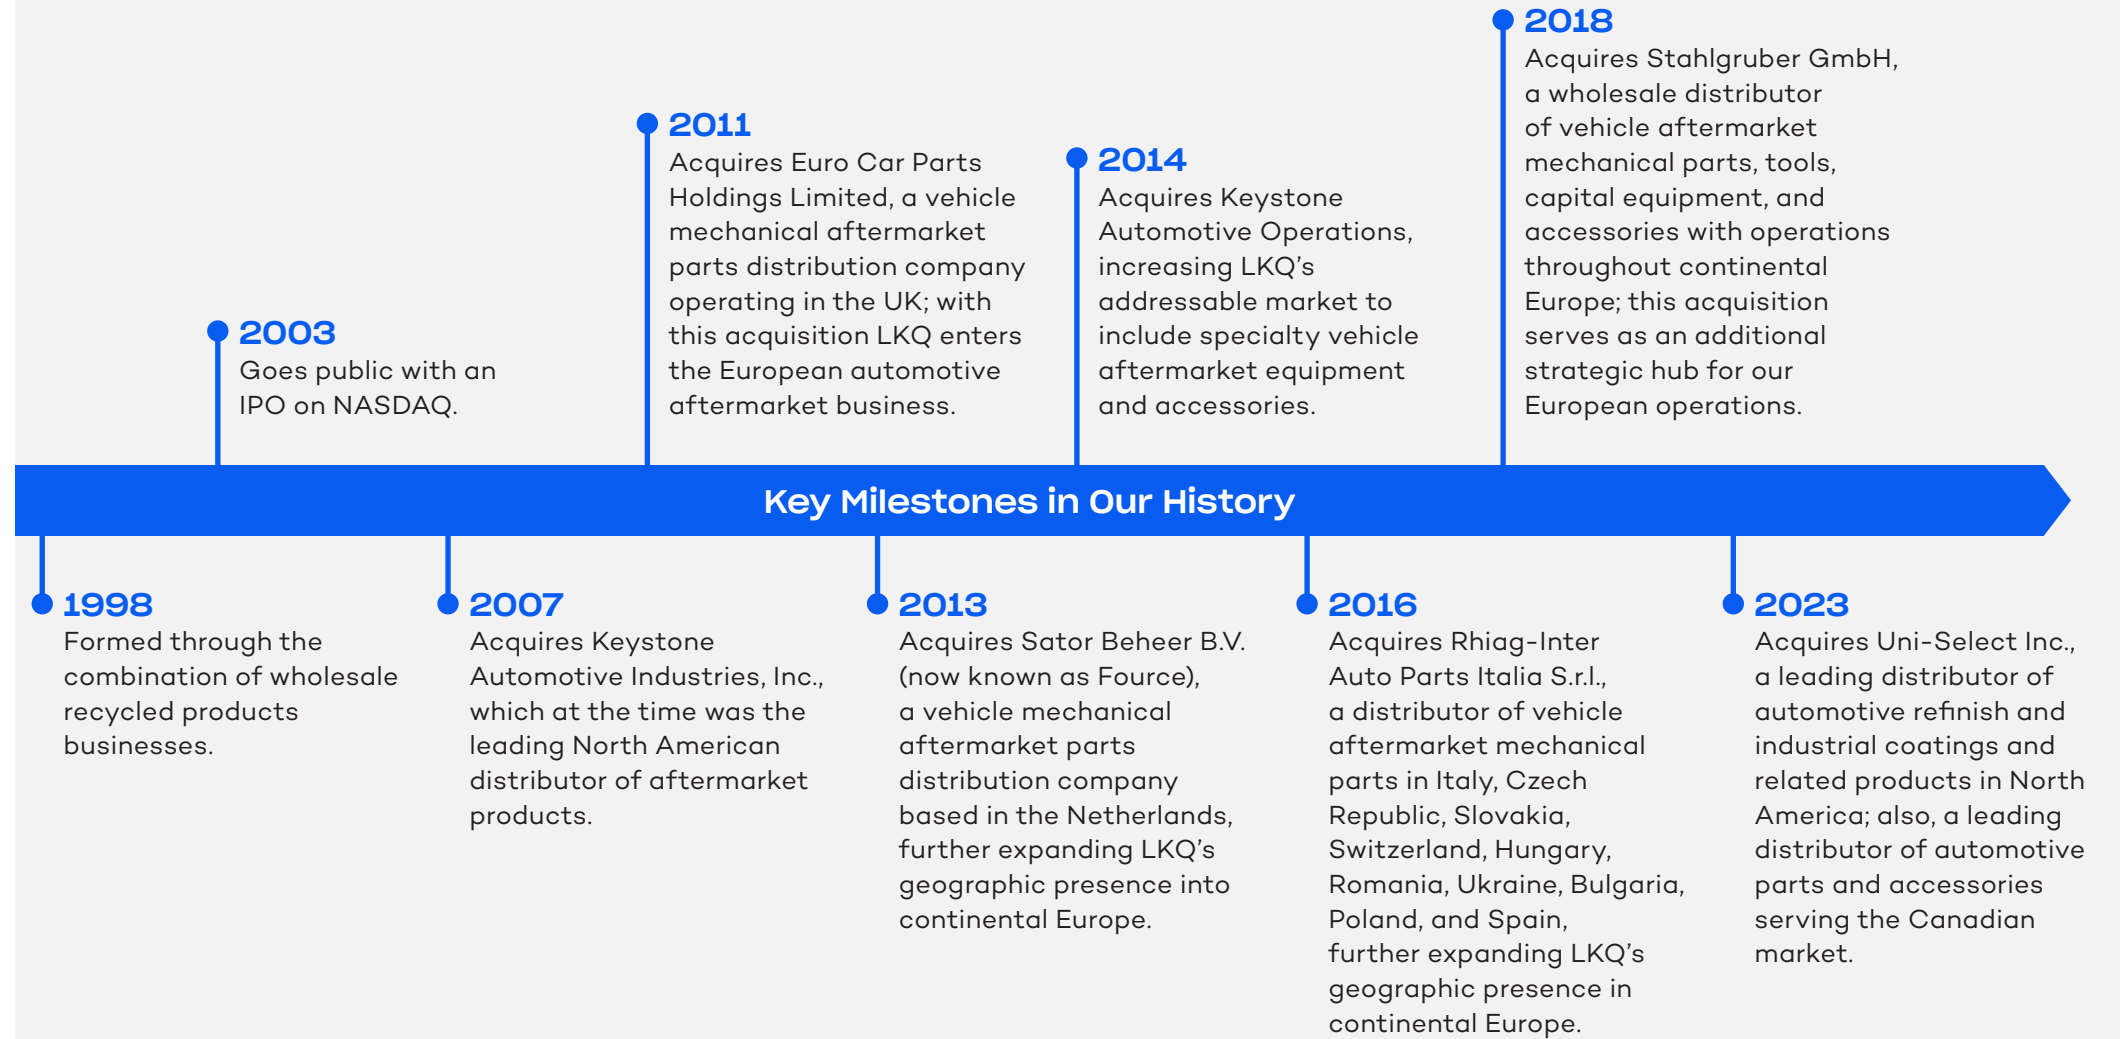 2018
Acquires Stahlgruber GmbH,
a wholesale distributor
of vehicle aftermarket
mechanical parts, tools,
capital equipment, and
accessories with operations
throughout continental
Europe; this acquisition
serves as an additional
strategic hub for our
European operations.
2011
Acquires Euro Car Parts
Holdings Limited, a vehicle
mechanical aftermarket
parts distribution company
operating in the UK; with
this acquisition LKQ enters
the European automotive
aftermarket business.
2014
Acquires Keystone
Automotive Operations,
increasing LKQ’s
addressable market to
include specialty vehicle
aftermarket equipment
and accessories.
2003
Goes public with an
IPO on NASDAQ.
Key Milestones in Our History
1998
Formed through the
combination of wholesale
recycled products
businesses.
2007
Acquires Keystone
Automotive Industries, Inc.,
which at the time was the
leading North American
distributor of aftermarket
products.
2013
Acquires Sator Beheer B.V.
(now known as Fource),
a vehicle mechanical
aftermarket parts
distribution company
based in the Netherlands,
further expanding LKQ’s
geographic presence into
continental Europe.
2016
Acquires Rhiag-Inter
Auto Parts Italia S.r.l.,
a distributor of vehicle
aftermarket mechanical
parts in Italy, Czech
Republic, Slovakia,
Switzerland, Hungary,
Romania, Ukraine, Bulgaria,
Poland, and Spain,
further expanding LKQ’s
geographic presence in
continental Europe.
2023
Acquires Uni-Select Inc.,
a leading distributor of
automotive refinish and
industrial coatings and
related products in North
America; also, a leading
distributor of automotive
parts and accessories
serving the Canadian
market.